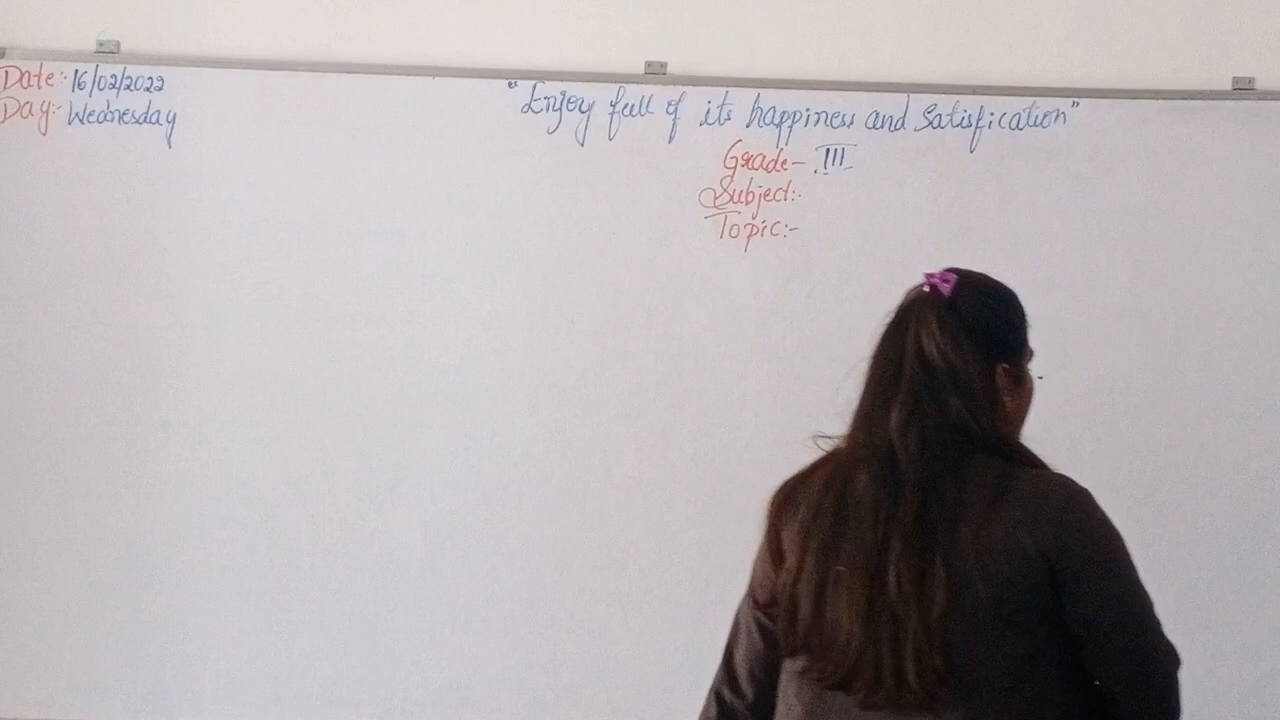 Date:- 16/02/2022
Day:- Wednesday
"Enjoy full of its happiness and Satisfication"
Grade- III
Subject:-
Topic:-